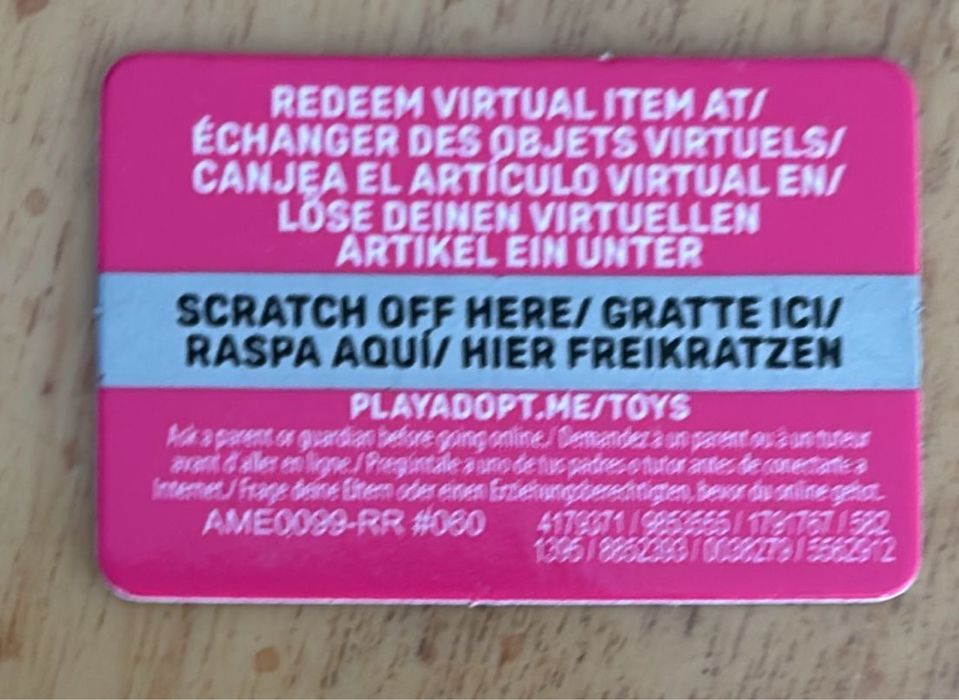 REDEEM VIRTUAL ITEM AT/
ÉCHANGER DES OBJETS VIRTUELS/
CANJEA EL ARTÍCULO VIRTUAL EN/
LÖSE DEINEN VIRTUELLEN
ARTIKEL EIN UNTER
SCRATCH OFF HERE/ GRATTE ICI/
RASPA AQUÍ/ HIER FREIKRATZEN
PLAYADOPT.ME/TOYS
Ask a parent or guardian before going online./ Demandez à un parent ou à un tuteur
avant d'aller en ligne./ Pregúntale a uno de tus padres o tutor antes de conectarte a
Internet./ Frage deine Eltern oder einen Erziehungsberechtigten, bevor du online gehst.
AME0099-RR #060